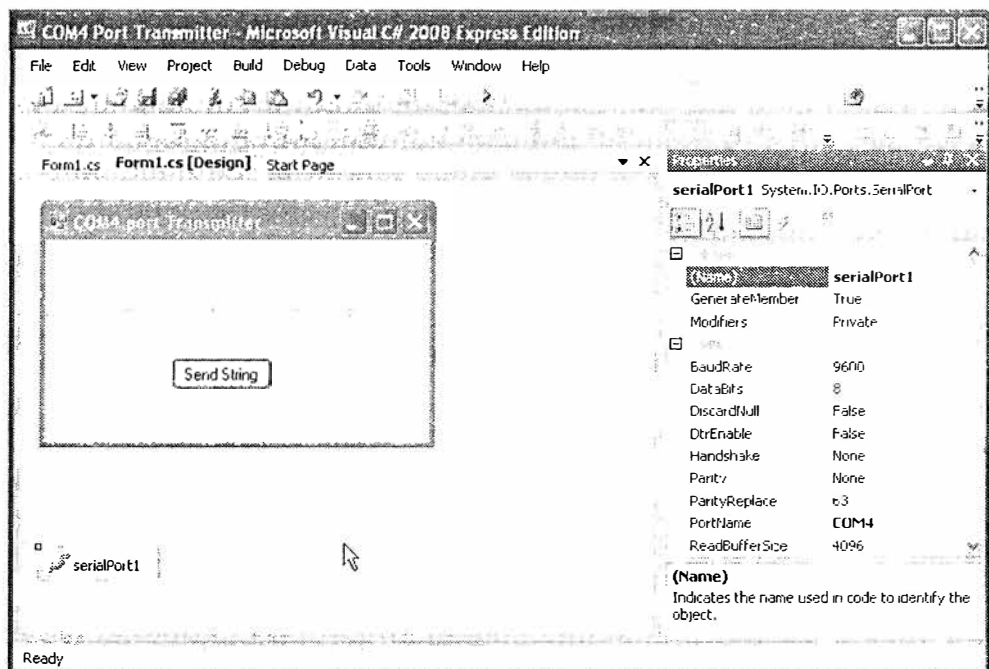 COM4 Port Transmitter - Microsoft Visual C# 2008 Express Edition
File Edit View Project Build Debug Data Tools Window Help
Form1.cs Form1.cs [Design] Start Page
Properties
serialPort1 System.IO.Ports.SerialPort
COM4 port Transmitter
Send String
serialPort1
(Name) serialPort1
GenerateMember True
Modifiers Private
BaudRate 9600
DataBits 8
DiscardNull False
DtrEnable False
Handshake None
Parity None
ParityReplace 63
PortName COM4
ReadBufferSize 4096
(Name)
Indicates the name used in code to identify the
object.
Ready